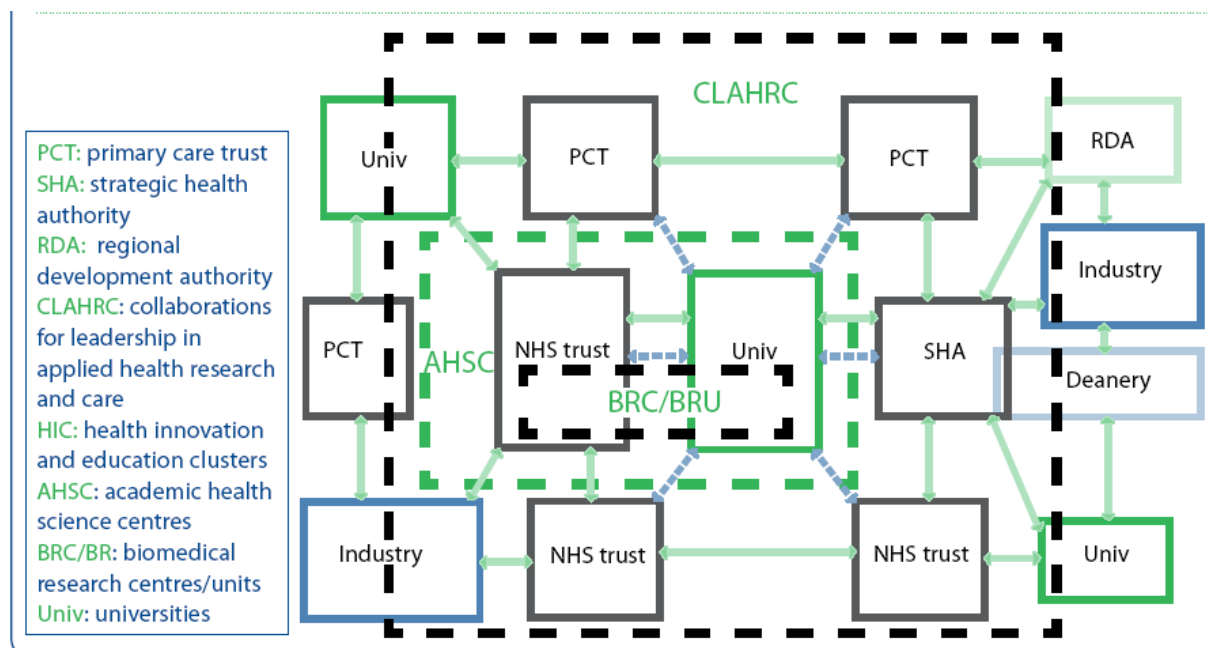 CLAHRC
Univ
PCT
PCT
RDA
PCT: primary care trust
SHA: strategic health
authority
RDA: regional
development authority
CLAHRC: collaborations
for leadership in
applied health research
and care
HIC: health innovation
and education clusters
AHSC: academic health
science centres
BRC/BR: biomedical
research centres/units
Univ: universities
Industry
PCT
AHSC
NHS trust
Univ
SHA
Deanery
BRC/BRU
Industry
NHS trust
NHS trust
Univ